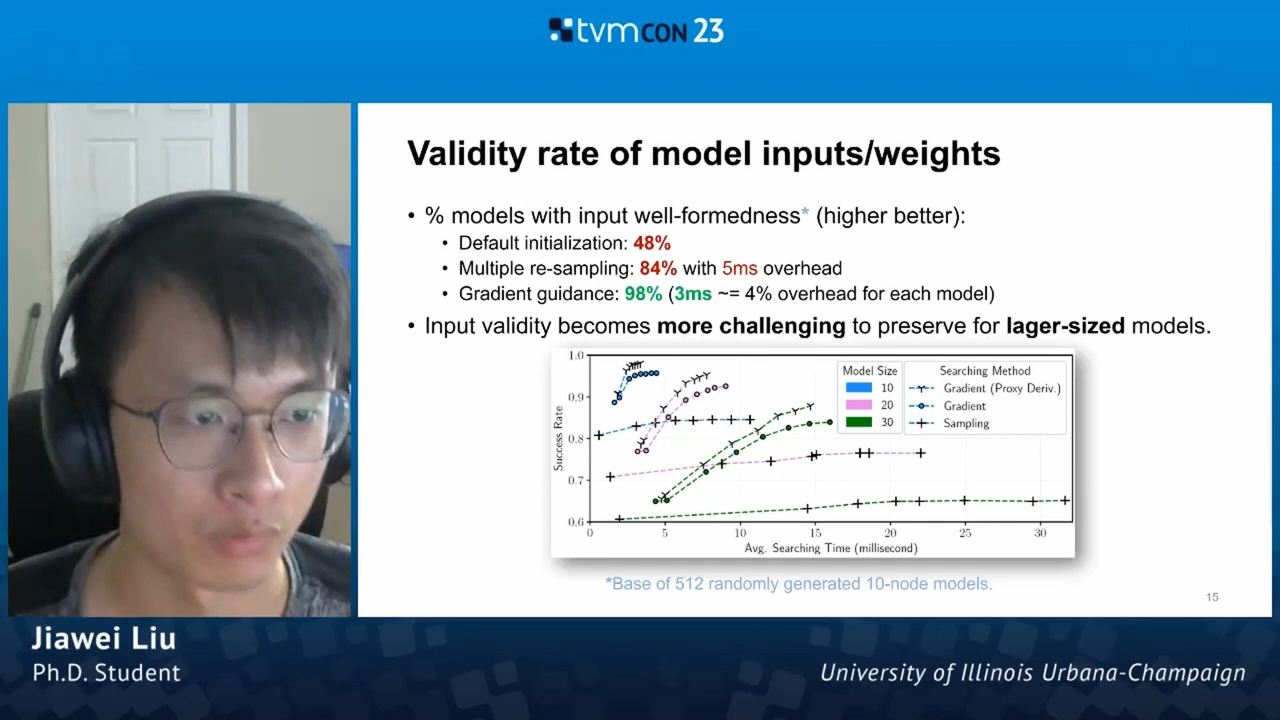 tvmcon 23
Validity rate of model inputs/weights
• % models with input well-formedness* (higher better):
• Default initialization: 48%
• Multiple re-sampling: 84% with 5ms overhead
• Gradient guidance: 98% (3ms ~= 4% overhead for each model)
• Input validity becomes more challenging to preserve for lager-sized models.
Success Rate
1.0
0.9
0.8
0.7
0.6
0 5 10 15 20 25 30
Avg. Searching Time (millisecond)
Model Size
10
20
30
Searching Method
Gradient (Proxy Deriv.)
Gradient
Sampling
*Base of 512 randomly generated 10-node models.
15
Jiawei Liu
Ph.D. Student
University of Illinois Urbana-Champaign